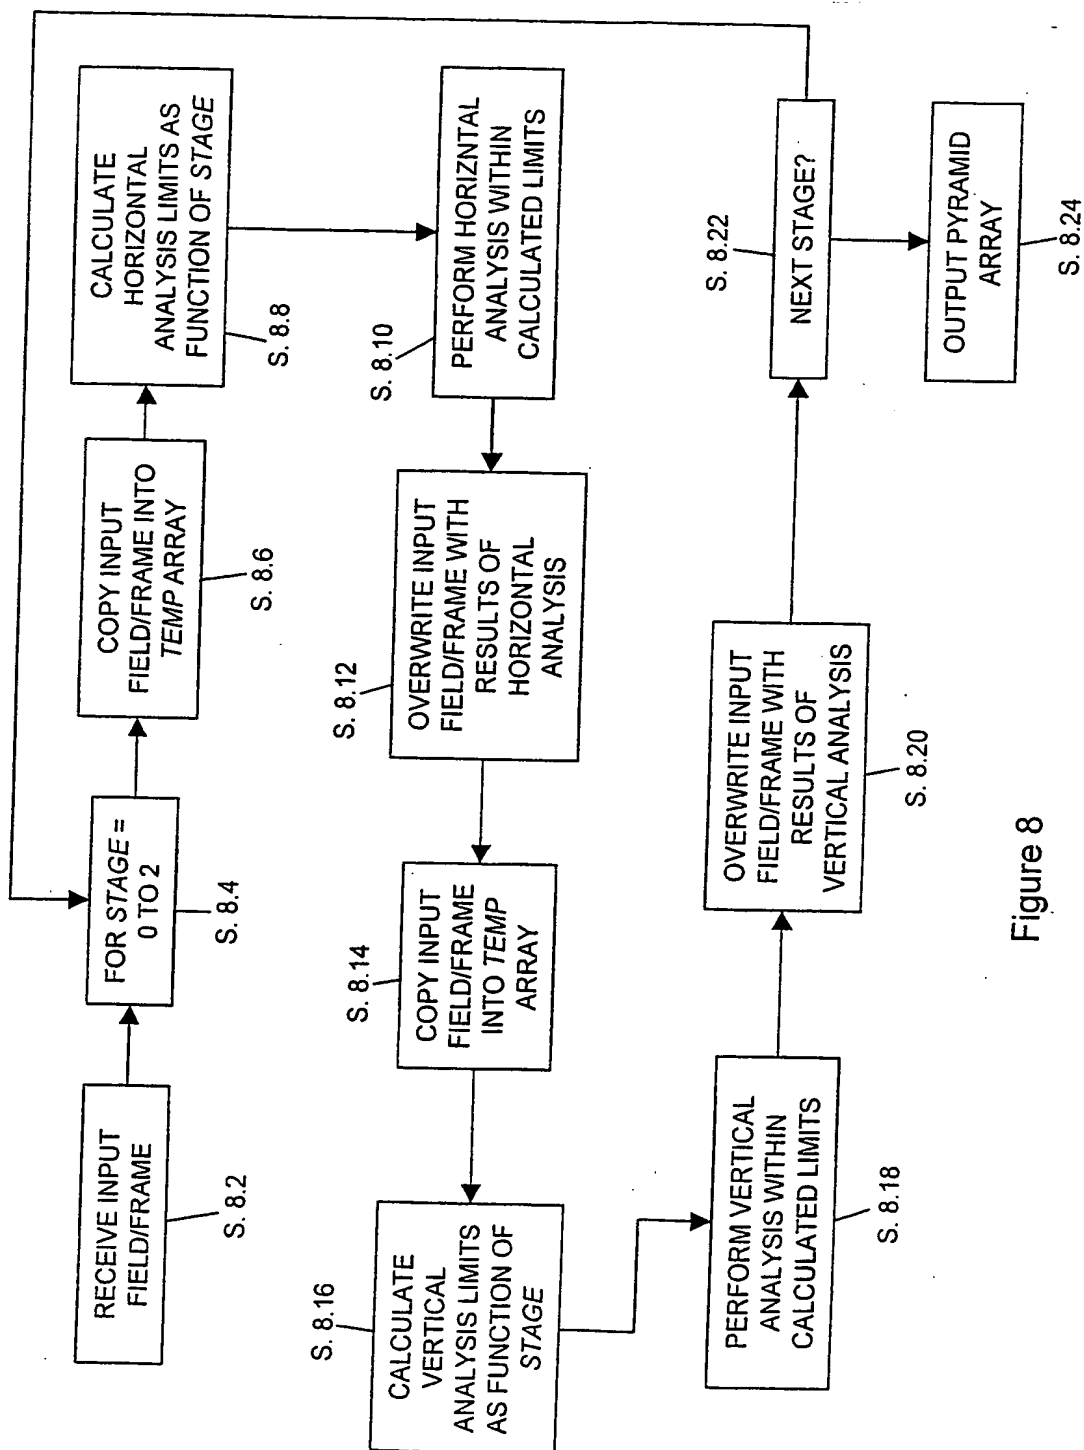 RECEIVE INPUT
FIELD/FRAME
S. 8.2
FOR STAGE =
0 TO 2
S. 8.4
COPY INPUT
FIELD/FRAME INTO
TEMP ARRAY
S. 8.6
CALCULATE
HORIZONTAL
ANALYSIS LIMITS AS
FUNCTION OF STAGE
S. 8.8
S. 8.10
PERFORM HORIZNTAL
ANALYSIS WITHIN
CALCULATED LIMITS
S. 8.12
OVERWRITE INPUT
FIELD/FRAME WITH
RESULTS OF
HORIZONTAL
ANALYSIS
S. 8.14
COPY INPUT
FIELD/FRAME
INTO TEMP
ARRAY
S. 8.16
CALCULATE
VERTICAL
ANALYSIS LIMITS
AS FUNCTION OF
STAGE
PERFORM VERTICAL
ANALYSIS WITHIN
CALCULATED LIMITS
S. 8.18
OVERWRITE INPUT
FIELD/FRAME WITH
RESULTS OF
VERTICAL ANALYSIS
S. 8.20
S. 8.22
NEXT STAGE?
OUTPUT PYRAMID
ARRAY
S. 8.24
Figure 8